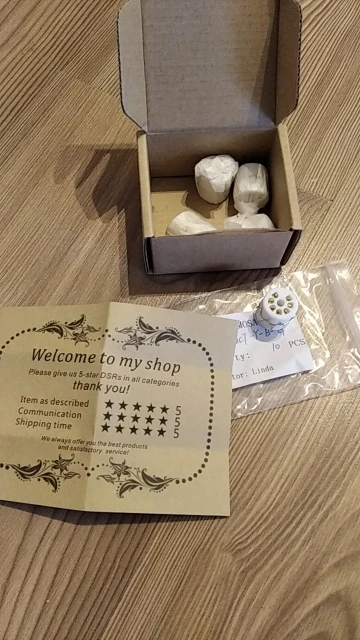 Welcome to my shop
Please give us 5-star DSRs in all categories
thank you!
Item as described ★★★★★ 5
Communication ★★★★★ 5
Shipping time ★★★★★ 5
We always offer you the best products
and satisfactory service!
ty: 10 PCS
tor: Linda